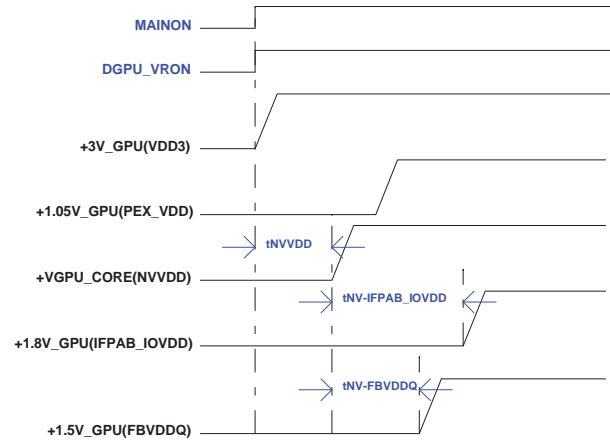 MAINON
DGPU_VRON
+3V_GPU(VDD3)
+1.05V_GPU(PEX_VDD)
tNVVDD
+VGPU_CORE(NVVDD)
tNV-IFPAB_IOVDD
+1.8V_GPU(IFPAB_IOVDD)
tNV-FBVDDQ
+1.5V_GPU(FBVDDQ)